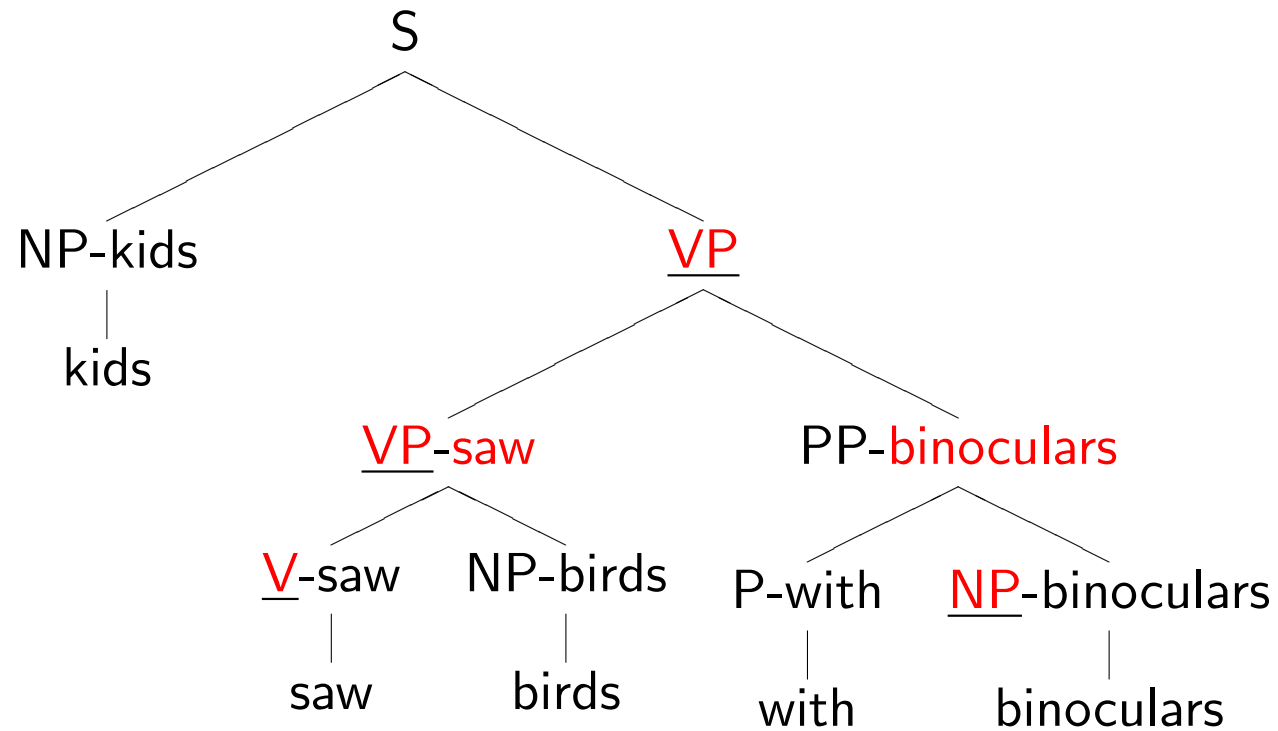 S
NP-kids VP
kids
VP-saw PP-binoculars
V-saw NP-birds P-with NP-binoculars
saw birds with binoculars